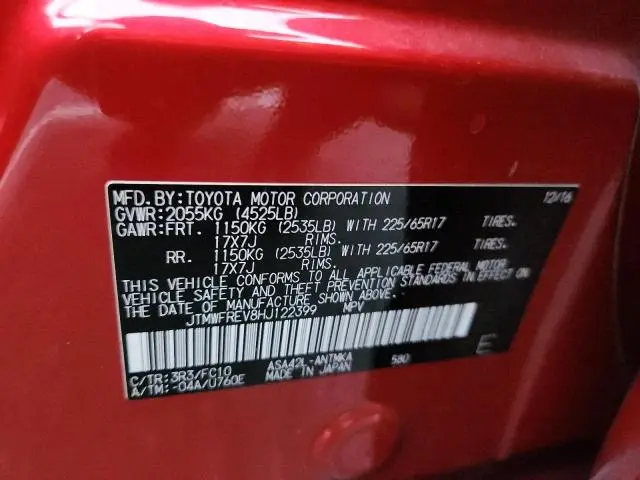 MFD.BY:TOYOTA MOTOR CORPORATION 12/16
GVWR:2055KG (4525LB)
GAWR:FRT. 1150KG (2535LB) WITH 225/65R17 TIRES.
17X7J RIMS.
RR. 1150KG (2535LB) WITH 225/65R17 TIRES.
17X7J RIMS.
THIS VEHICLE CONFORMS TO ALL APPLICABLE FEDERAL MOTOR
VEHICLE SAFETY AND THEFT PREVENTION STANDARDS IN EFFECT ON
THE DATE OF MANUFACTURE SHOWN ABOVE.
JTMWFREV8HJ122399 MPV
C/TR:3R3/FC10 ASA42L-ANTMKA 580 E
A/TM:-04A/U760E MADE IN JAPAN